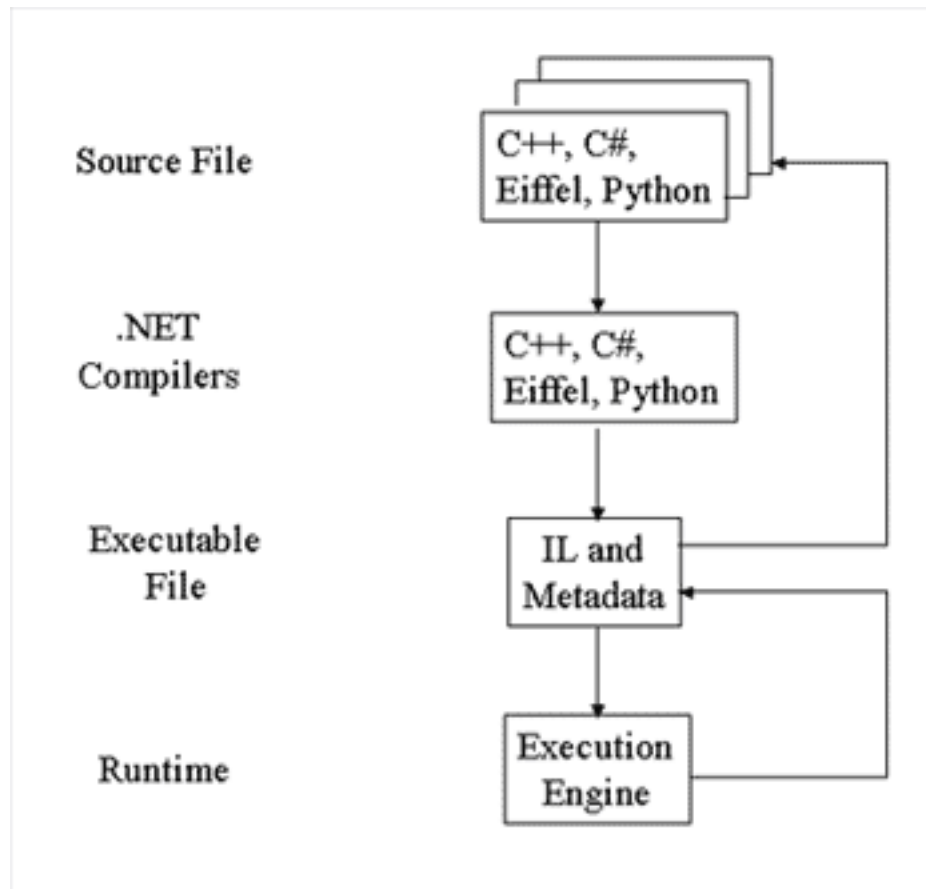 Source File
C++, C#,
Eiffel, Python
.NET
Compilers
C++, C#,
Eiffel, Python
Executable
File
IL and
Metadata
Runtime
Execution
Engine